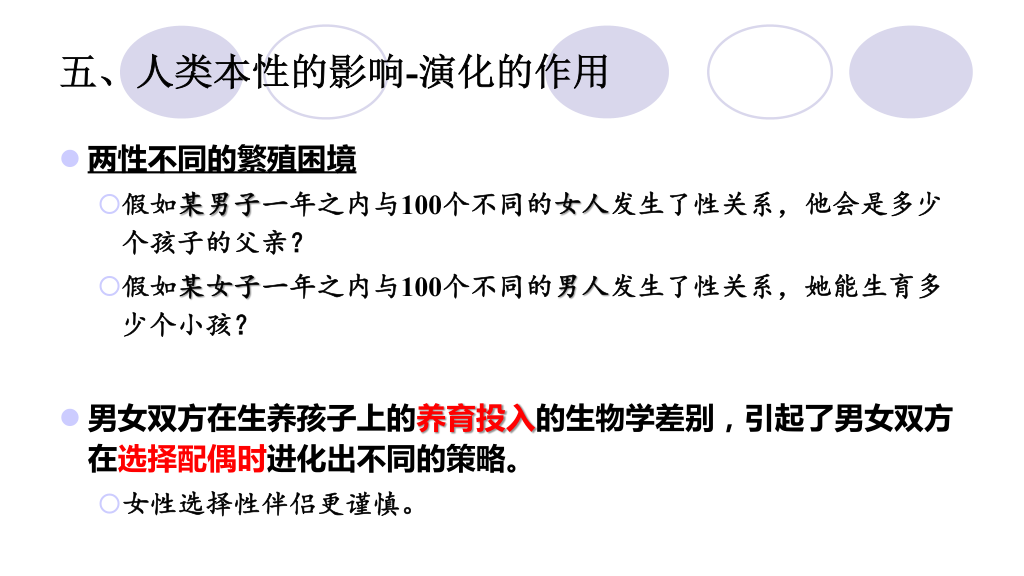 五、人类本性的影响-演化的作用
两性不同的繁殖困境
假如某男子一年之内与100个不同的女人发生了性关系，他会是多少
个孩子的父亲？
假如某女子一年之内与100个不同的男人发生了性关系，她能生育多
少个小孩？
男女双方在生养孩子上的养育投入的生物学差别，引起了男女双方
在选择配偶时进化出不同的策略。
女性选择性伴侣更谨慎。